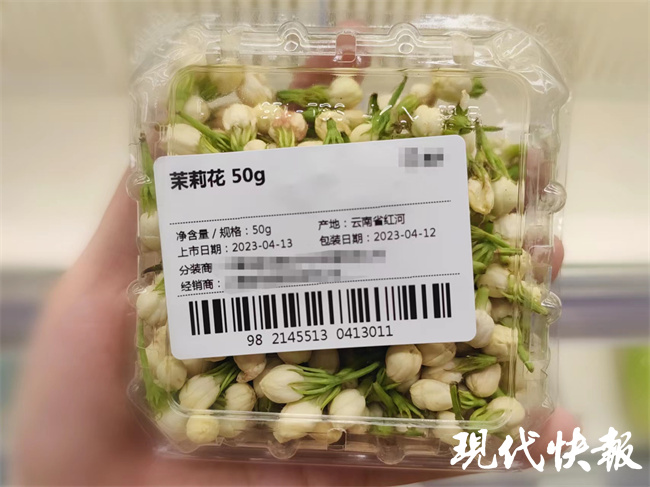 茉莉花 50g
净含量 / 规格：50g
产地：云南省红河
上市日期：2023-04-13
包装日期：2023-04-12
分装商
经销商：
98 2145513 0413011
现代快報